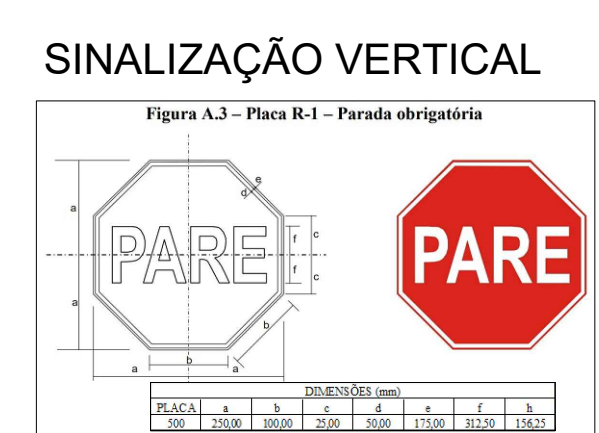 SINALIZAÇÃO VERTICAL
Figura A.3 – Placa R-1 – Parada obrigatória
e
d
a
PARE
f
c
PARE
f
c
a
b
b
a
a
DIMENSÕES (mm)
PLACA a b c d e f h
500 250,00 100,00 25,00 50,00 175,00 312,50 156,25